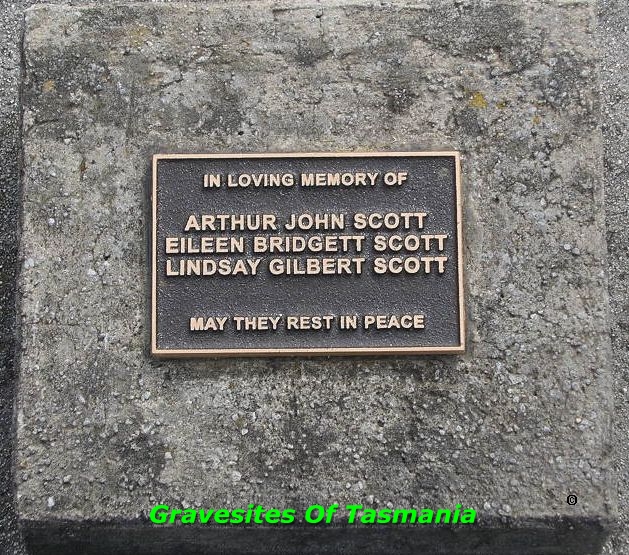 IN LOVING MEMORY OF
ARTHUR JOHN SCOTT
EILEEN BRIDGETT SCOTT
LINDSAY GILBERT SCOTT
MAY THEY REST IN PEACE
©
Gravesites Of Tasmania